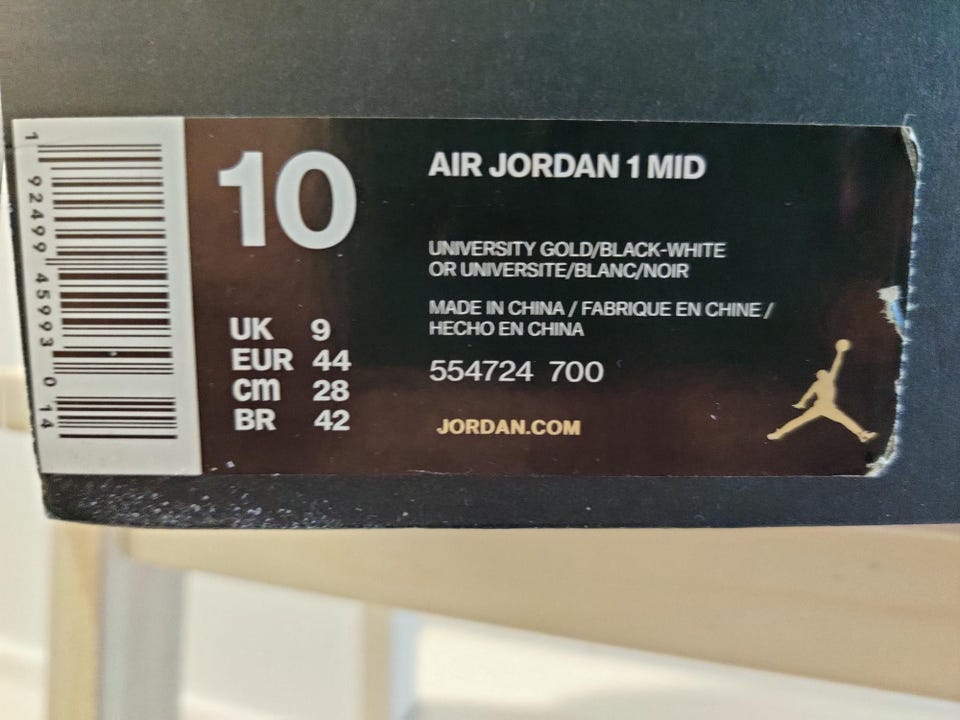 1 92499 45993 0 14
10
UK 9
EUR 44
cm 28
BR 42
AIR JORDAN 1 MID
UNIVERSITY GOLD/BLACK-WHITE
OR UNIVERSITE/BLANC/NOIR
MADE IN CHINA / FABRIQUE EN CHINE /
HECHO EN CHINA
554724 700
JORDAN.COM